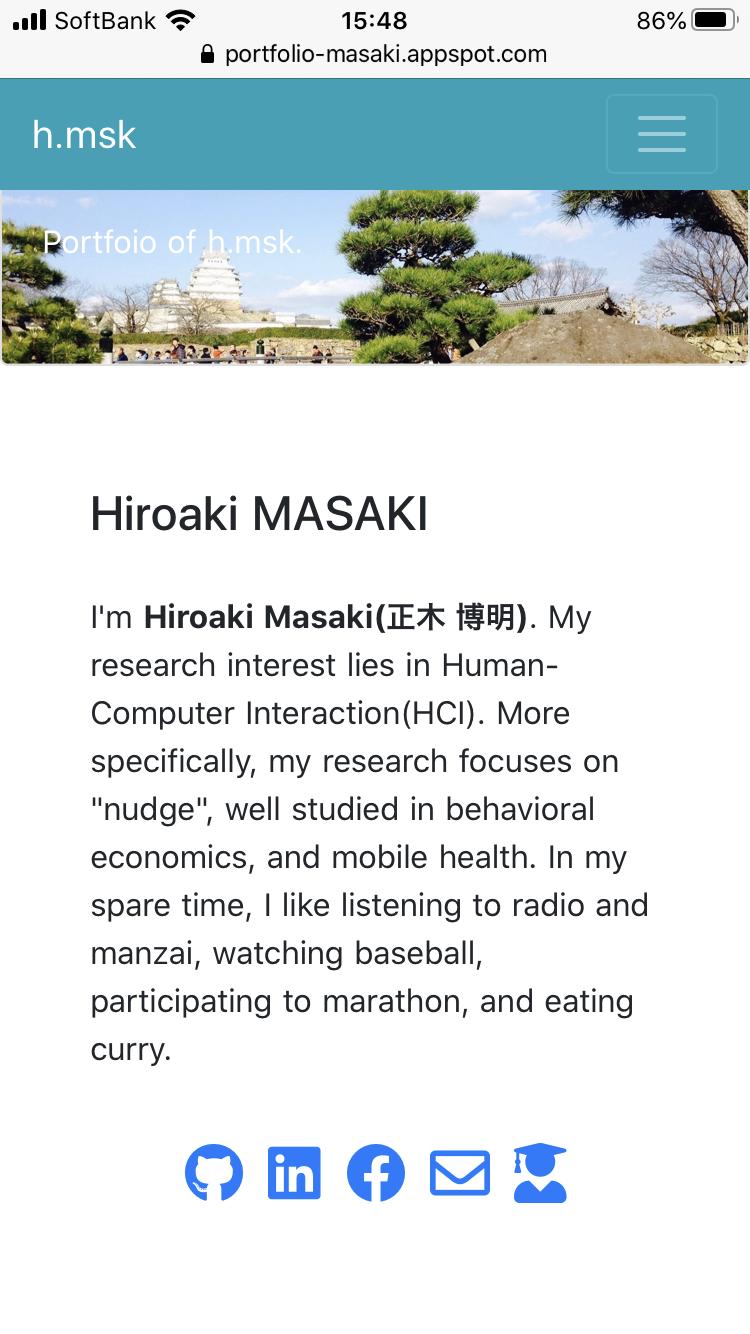 SoftBank 15:48 86%
portfolio-masaki.appspot.com
h.msk
Portfoio of h.msk.
Hiroaki MASAKI
I'm Hiroaki Masaki(正木 博明). My
research interest lies in Human-
Computer Interaction(HCI). More
specifically, my research focuses on
"nudge", well studied in behavioral
economics, and mobile health. In my
spare time, I like listening to radio and
manzai, watching baseball,
participating to marathon, and eating
curry.
in